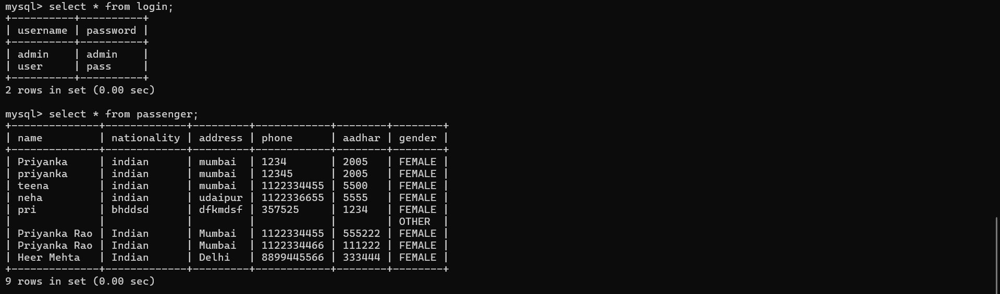 mysql> select * from login;
+----------+----------+
| username | password |
+----------+----------+
| admin    | admin    |
| user     | pass     |
+----------+----------+
2 rows in set (0.00 sec)

mysql> select * from passenger;
+--------------+-------------+---------+------------+--------+--------+
| name         | nationality | address | phone      | aadhar | gender |
+--------------+-------------+---------+------------+--------+--------+
| Priyanka     | indian      | mumbai  | 1234       | 2005   | FEMALE |
| priyanka     | indian      | mumbai  | 12345      | 2005   | FEMALE |
| teena        | indian      | mumbai  | 1122334455 | 5500   | FEMALE |
| neha         | indian      | udaipur | 1122336655 | 5555   | FEMALE |
| pri          | bhddsd      | dfkmdsf | 357525     | 1234   | FEMALE |
|              |             |         |            |        | OTHER  |
| Priyanka Rao | Indian      | Mumbai  | 1122334455 | 555222 | FEMALE |
| Priyanka Rao | Indian      | Mumbai  | 1122334466 | 111222 | FEMALE |
| Heer Mehta   | Indian      | Delhi   | 8899445566 | 333444 | FEMALE |
+--------------+-------------+---------+------------+--------+--------+
9 rows in set (0.00 sec)